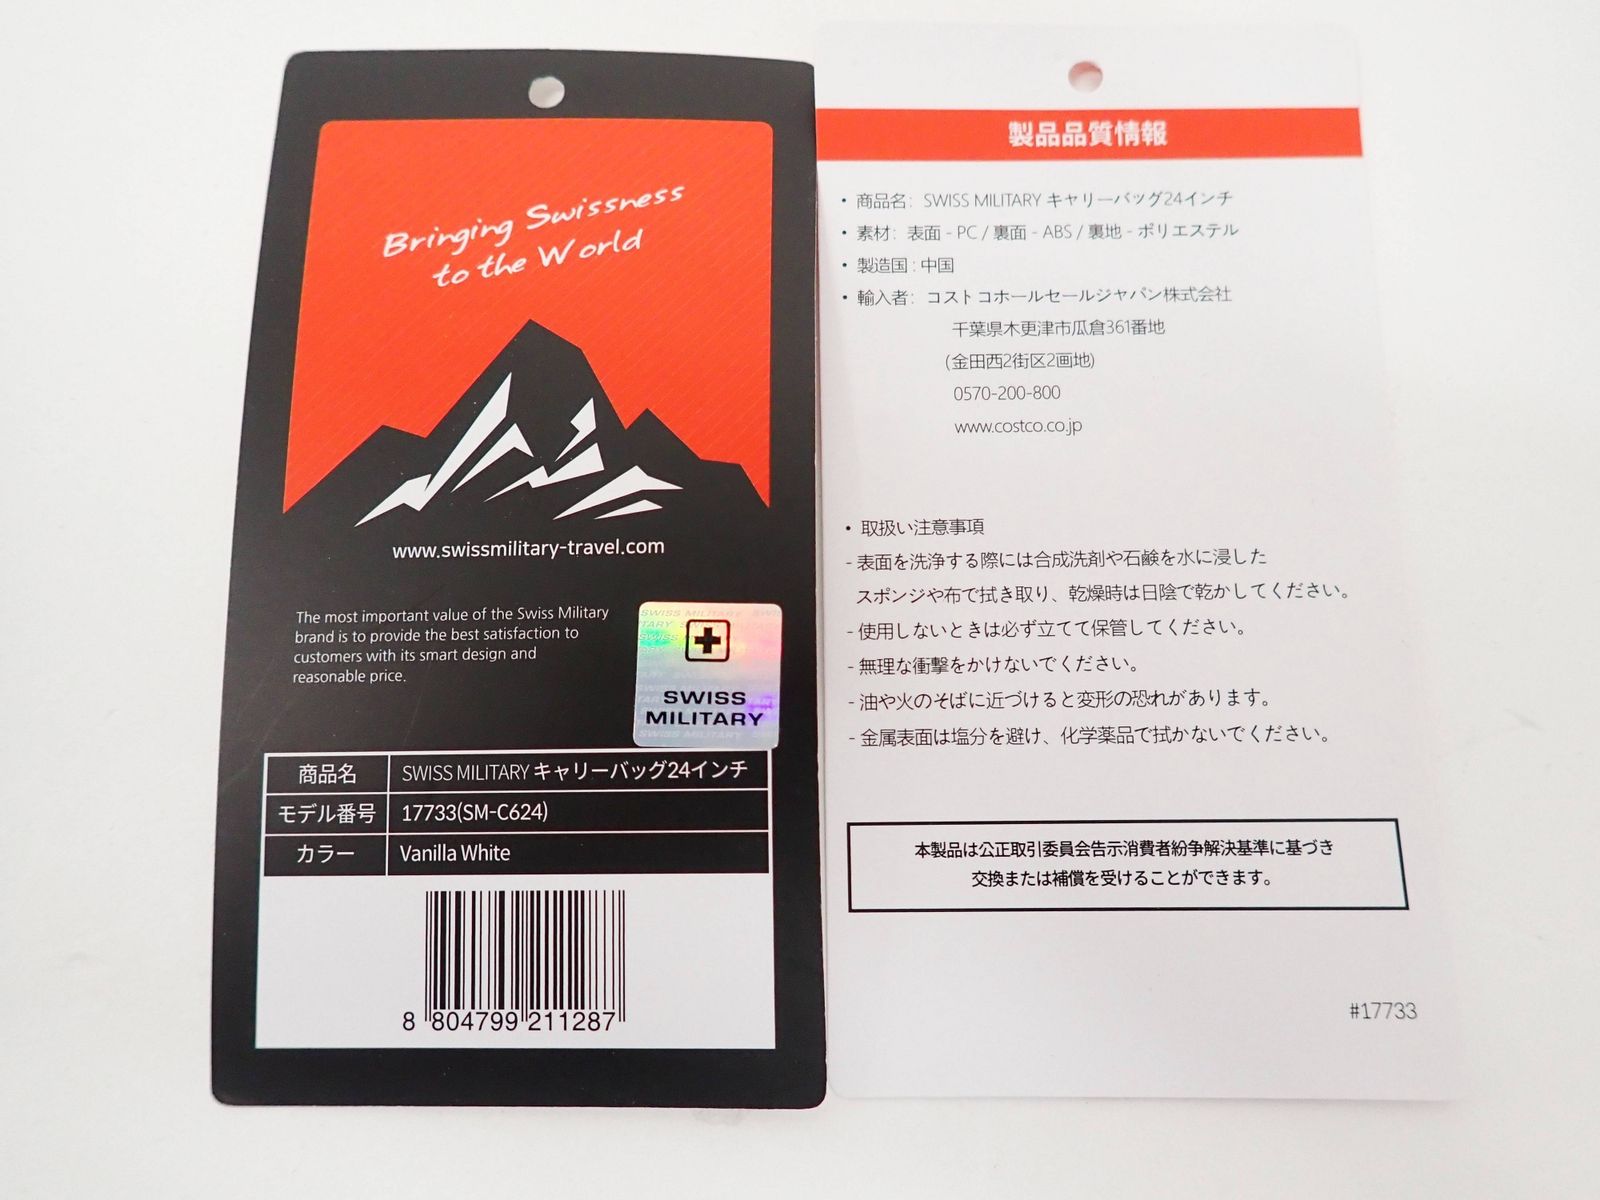 Bringing Swissness
to the World
www.swissmilitary-travel.com
The most important value of the Swiss Military
brand is to provide the best satisfaction to
customers with its smart design and
reasonable price.
SWISS
MILITARY
商品名 SWISS MILITARY キャリーバッグ24インチ
モデル番号 17733(SM-C624)
カラー Vanilla White
8 804799 211287
製品品質情報
・商品名: SWISS MILITARY キャリーバッグ24インチ
・素材: 表面 - PC / 裏面 - ABS / 裏地 - ポリエステル
・製造国 : 中国
・輸入者: コストコホールセールジャパン株式会社
千葉県木更津市瓜倉361番地
(金田西2街区2画地)
0570-200-800
www.costco.co.jp
・取扱い注意事項
- 表面を洗浄する際には合成洗剤や石鹸を水に浸した
スポンジや布で拭き取り、乾燥時は日陰で乾かしてください。
- 使用しないときは必ず立てて保管してください。
- 無理な衝撃をかけないでください。
- 油や火のそばに近づけると変形の恐れがあります。
- 金属表面は塩分を避け、化学薬品で拭かないでください。
本製品は公正取引委員会告示消費者紛争解決基準に基づき
交換または補償を受けることができます。
#17733